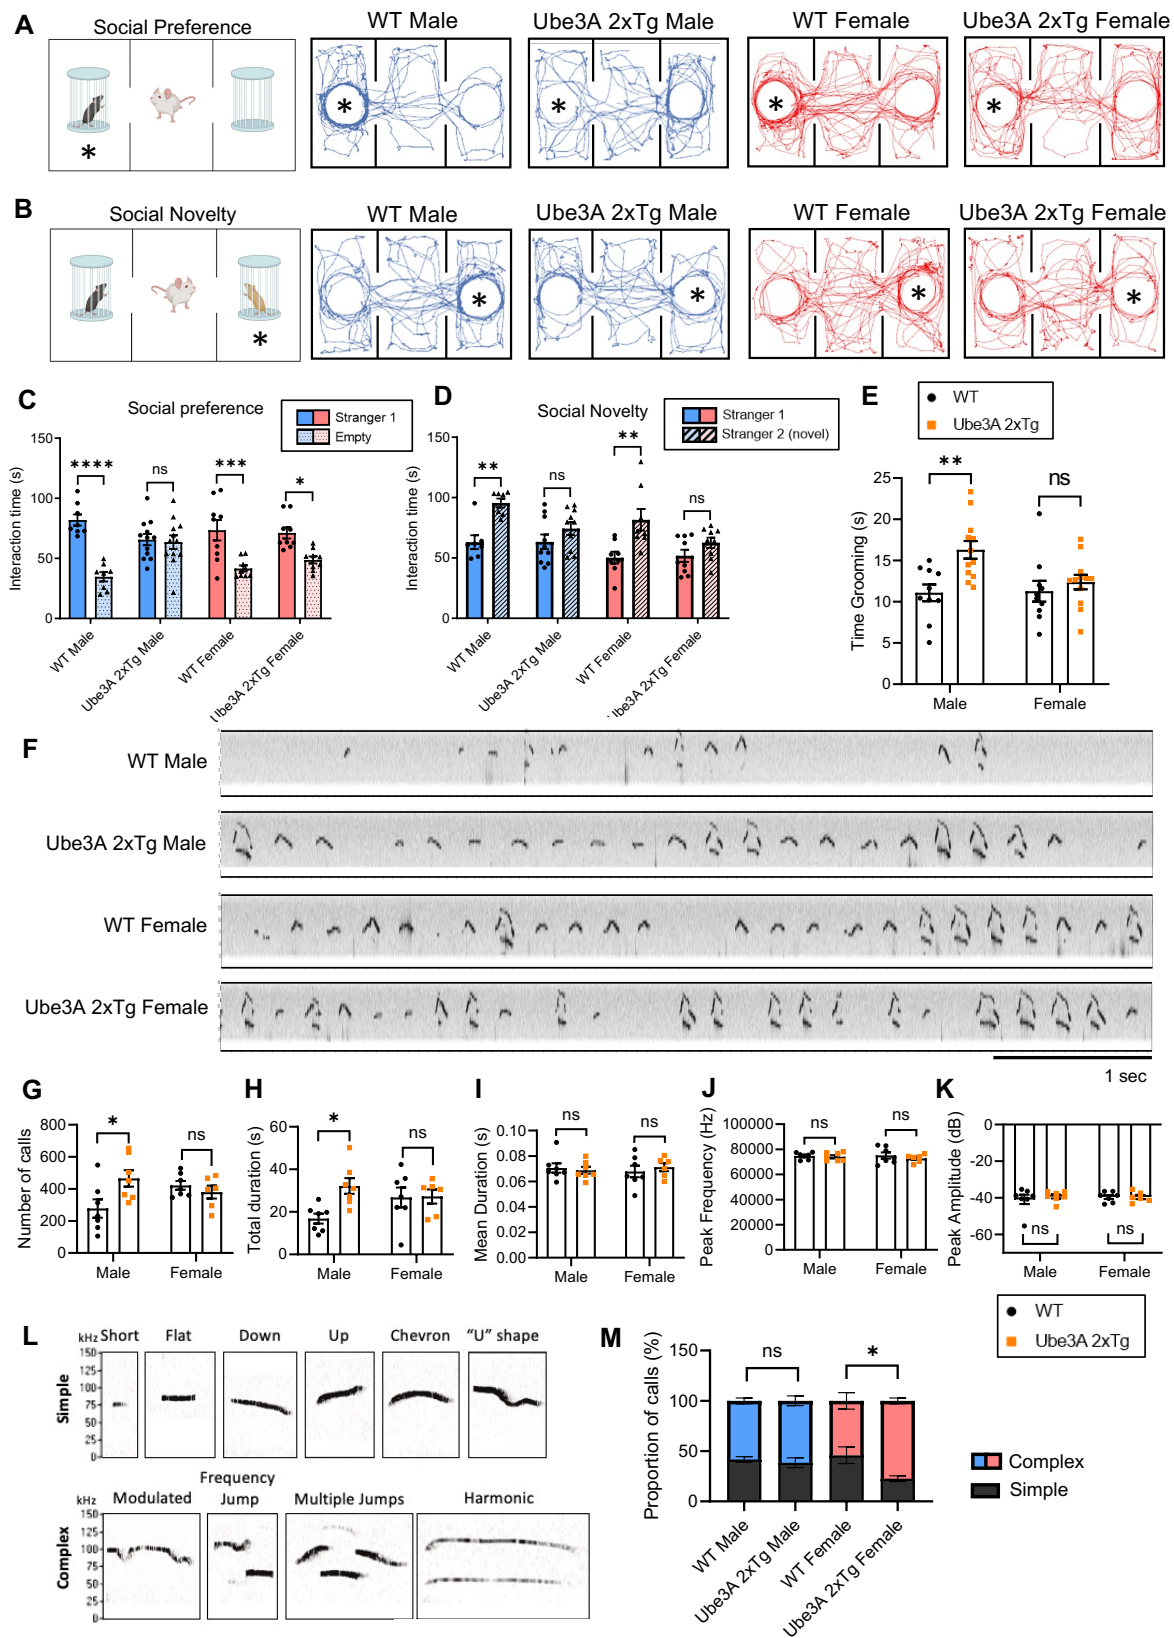 A
Social Preference
WT Male
Ube3A 2xTg Male
WT Female
Ube3A 2xTg Female
*
*
*
*
*
B
Social Novelty
WT Male
Ube3A 2xTg Male
WT Female
Ube3A 2xTg Female
*
*
*
*
*
C
Social preference
Stranger 1
Empty
Interaction time (s)
150
100
50
0
****
ns
***
*
WT Male
Ube3A 2xTg Male
WT Female
Ube3A 2xTg Female
D
Social Novelty
Stranger 1
Stranger 2 (novel)
Interaction time (s)
150
100
50
0
**
ns
**
ns
WT Male
Ube3A 2xTg Male
WT Female
Ube3A 2xTg Female
E
WT
Ube3A 2xTg
Time Grooming (s)
25
20
15
10
5
0
**
ns
Male
Female
F
WT Male
Ube3A 2xTg Male
WT Female
Ube3A 2xTg Female
1 sec
G
Number of calls
800
600
400
200
0
*
ns
Male
Female
H
Total duration (s)
60
40
20
0
*
ns
Male
Female
I
Mean Duration (s)
0.10
0.08
0.06
0.04
0.02
0.00
ns
ns
Male
Female
J
Peak Frequency (Hz)
100000
80000
60000
40000
20000
0
ns
ns
Male
Female
K
Peak Amplitude (dB)
0
-20
-40
-60
ns
ns
Male
Female
WT
Ube3A 2xTg
L
kHz
Short
Flat
Down
Up
Chevron
"U" shape
Simple
150
125
100
75
50
25
0
kHz
Modulated
Frequency
Jump
Multiple Jumps
Harmonic
Complex
150
125
100
75
50
25
0
M
Proportion of calls (%)
150
100
50
0
ns
*
WT Male
Ube3A 2xTg Male
WT Female
Ube3A 2xTg Female
Complex
Simple